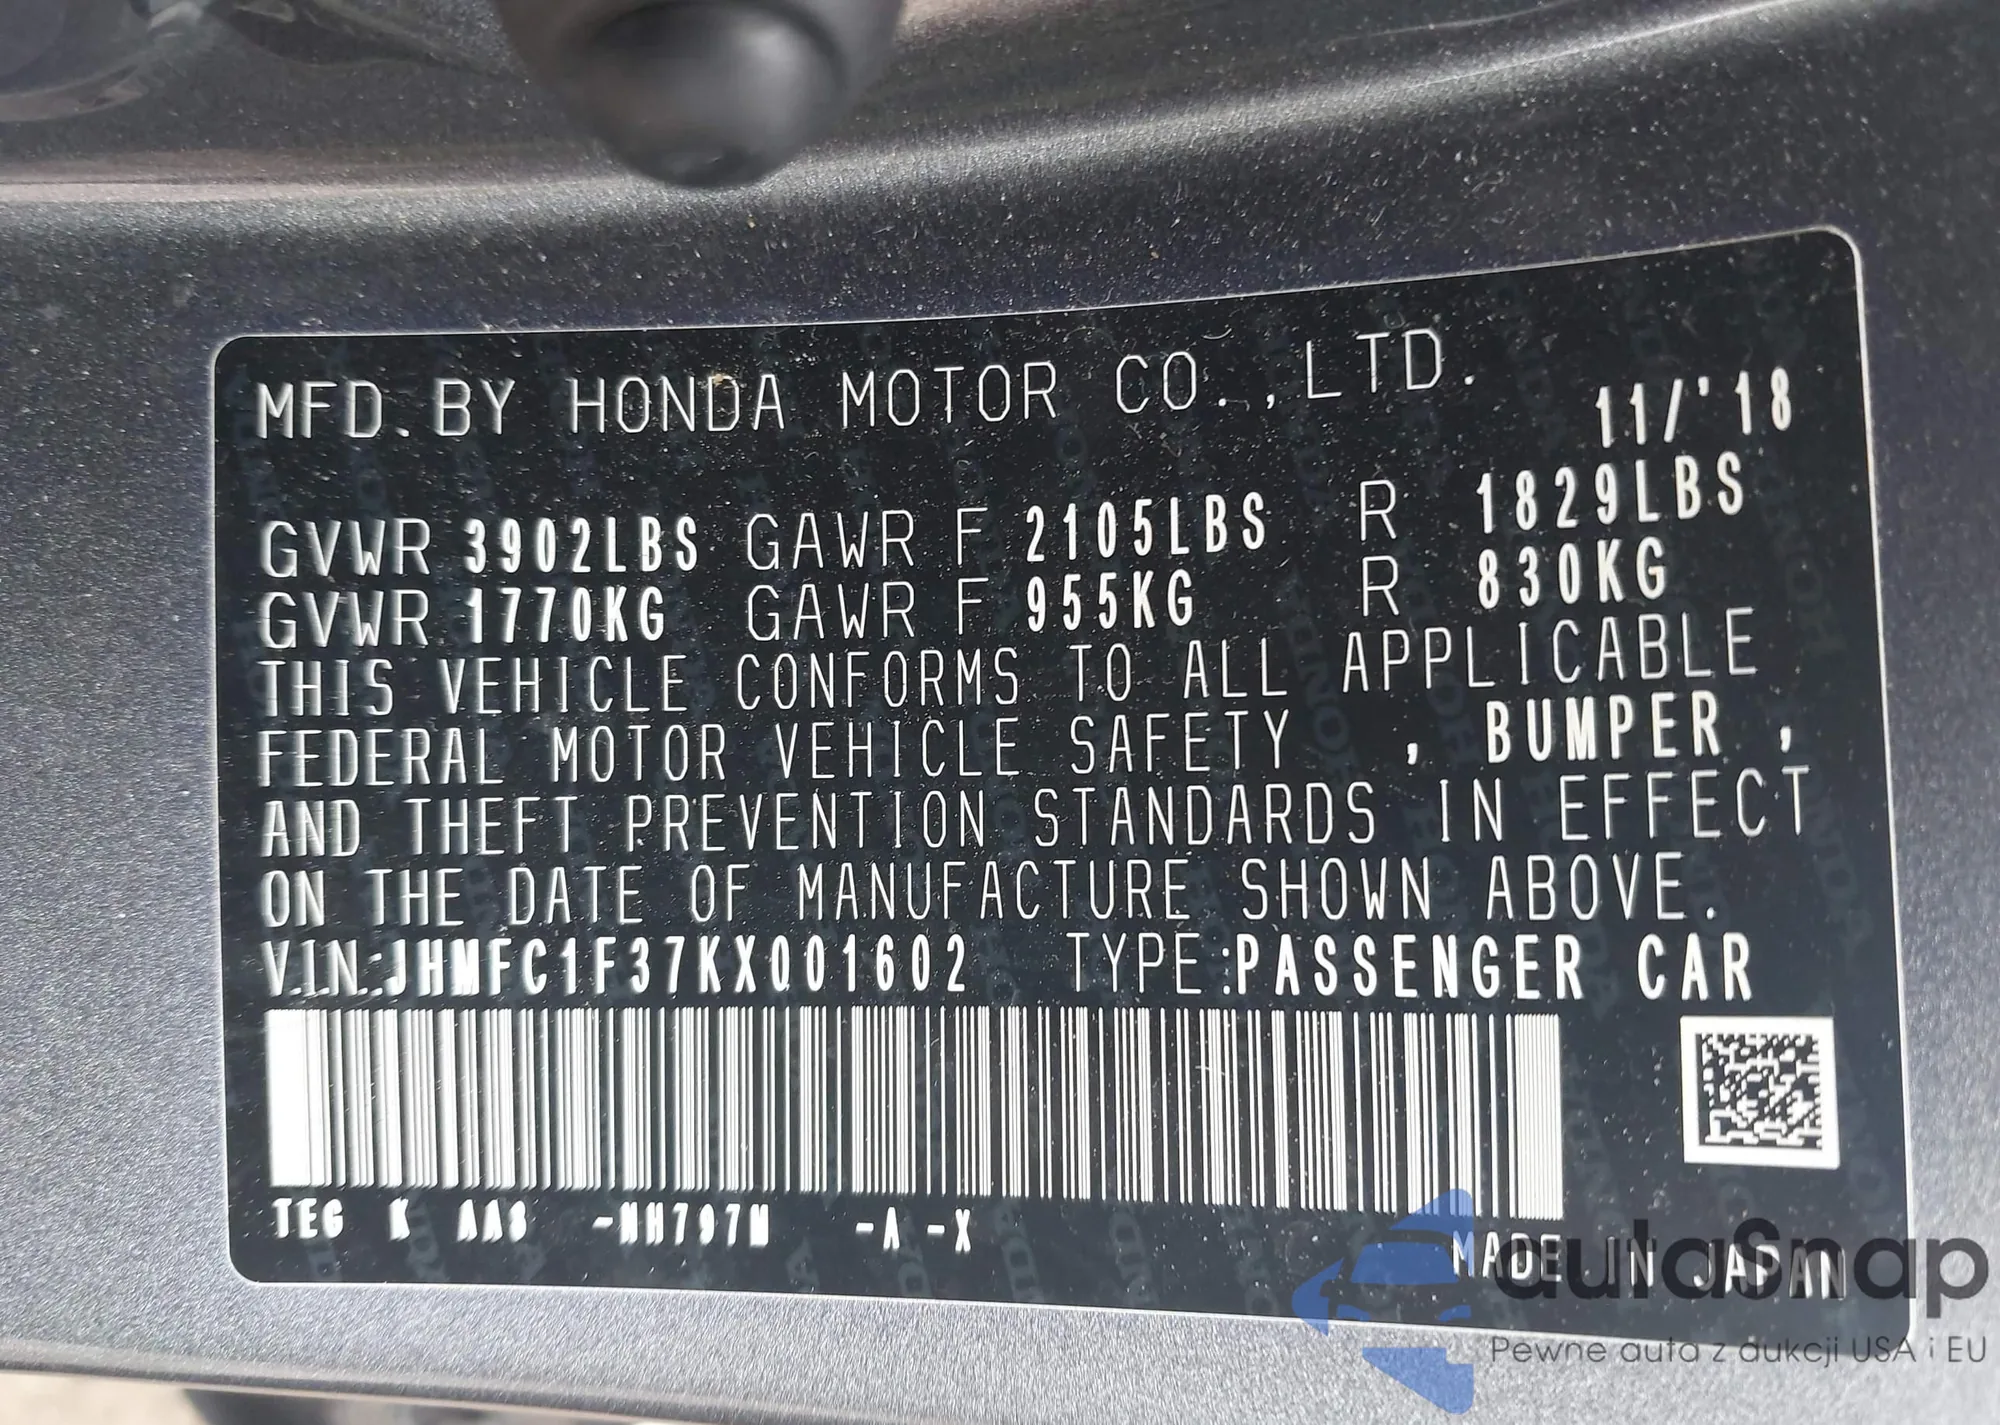 MFD.BY HONDA MOTOR CO.,LTD.
11/'18
GVWR 3902LBS GAWR F 2105LBS R 1829LBS
GVWR 1770KG GAWR F 955KG R 830KG
THIS VEHICLE CONFORMS TO ALL APPLICABLE
FEDERAL MOTOR VEHICLE SAFETY , BUMPER ,
AND THEFT PREVENTION STANDARDS IN EFFECT
ON THE DATE OF MANUFACTURE SHOWN ABOVE.
V.I.N:JHMFC1F37KX001602 TYPE:PASSENGER CAR
TEG K AA8 -NH797M -A -X
MADE IN JAPAN
autaSnap
Pewne auta z aukcji USA i EU